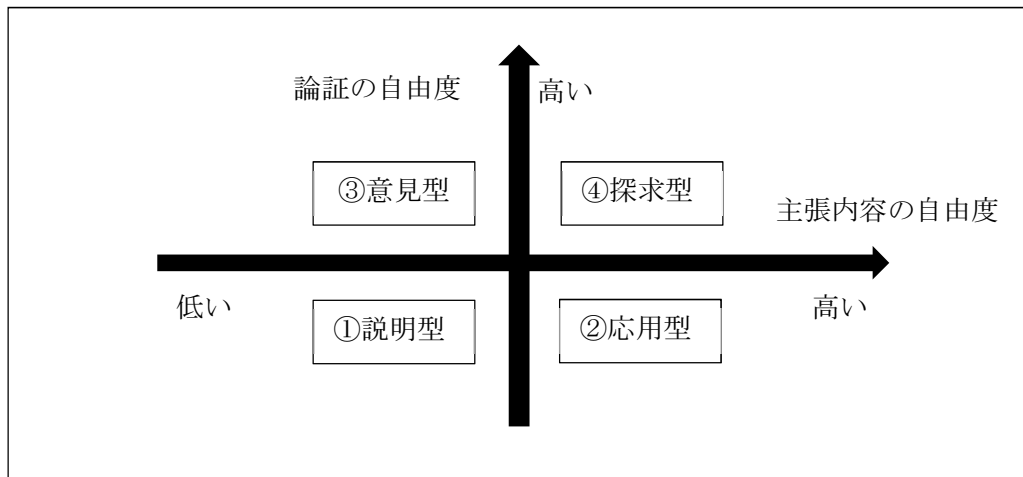 論証の自由度
高い
③意見型
④探求型
主張内容の自由度
低い
高い
①説明型
②応用型